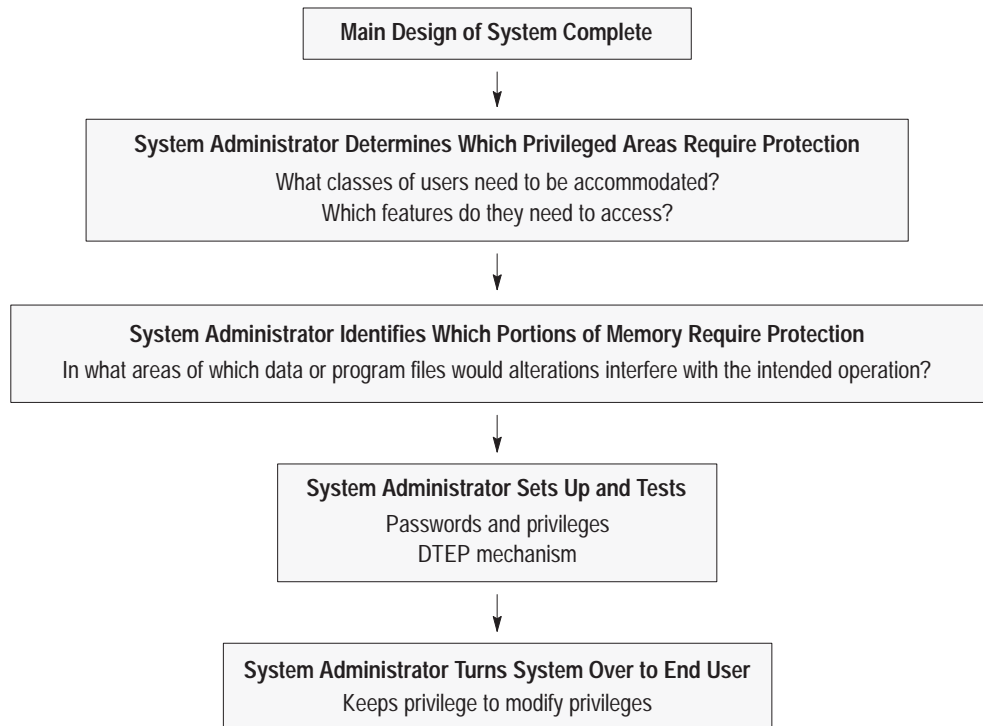 Main Design of System Complete
System Administrator Determines Which Privileged Areas Require Protection
What classes of users need to be accommodated?
Which features do they need to access?
System Administrator Identifies Which Portions of Memory Require Protection
In what areas of which data or program files would alterations interfere with the intended operation?
System Administrator Sets Up and Tests
Passwords and privileges
DTEP mechanism
System Administrator Turns System Over to End User
Keeps privilege to modify privileges